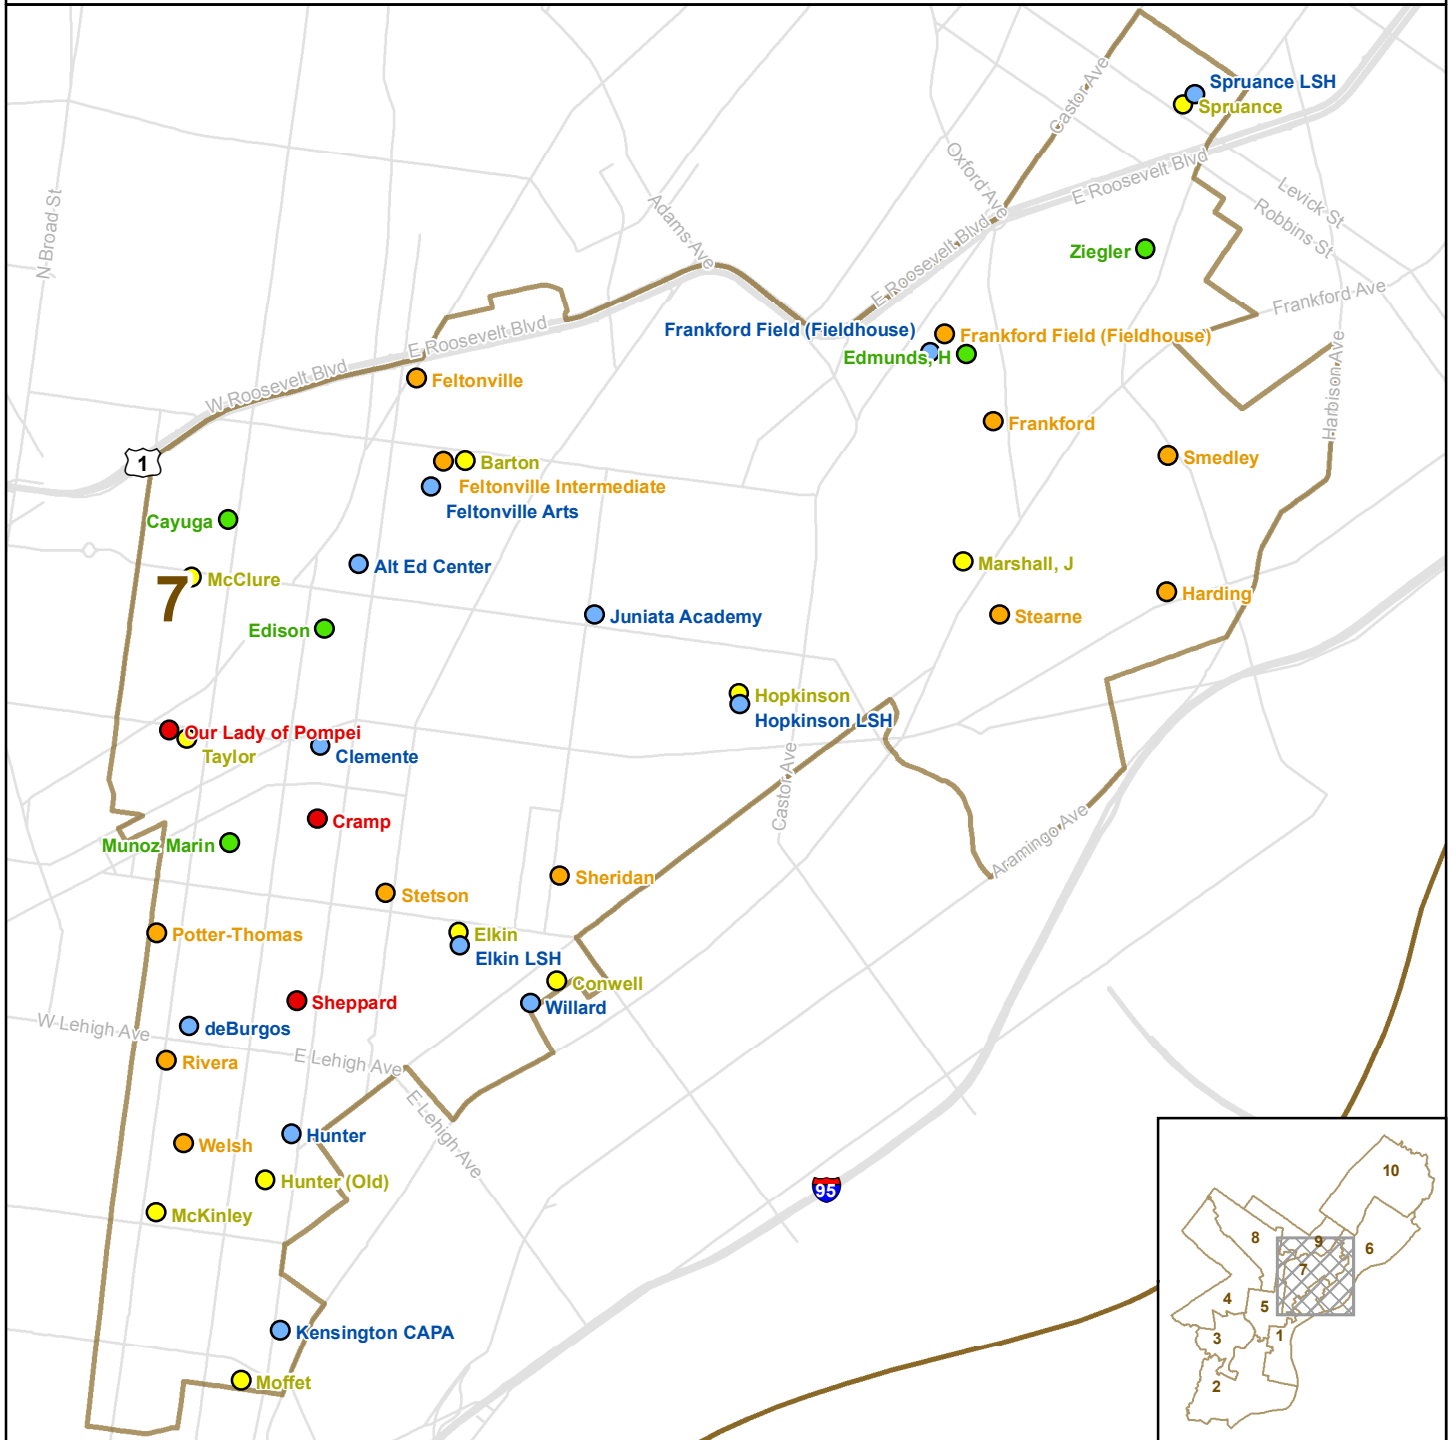 Spruance LSH
Spruance
Castor Ave
Oxford Ave
E Roosevelt Blvd
Levick St
Robbins St
N Broad St
Adams Ave
Ziegler
E Roosevelt Blvd
Frankford Ave
Frankford Field (Fieldhouse)
Frankford Field (Fieldhouse)
Edmunds, H
E Roosevelt Blvd
W Roosevelt Blvd
Feltonville
Harbison Ave
Frankford
1
Barton
Smedley
Feltonville Intermediate
Feltonville Arts
Cayuga
Alt Ed Center
Marshall, J
7
McClure
Harding
Edison
Juniata Academy
Stearne
Hopkinson
Hopkinson LSH
Our Lady of Pompei
Taylor
Clemente
Castor Ave
Cramp
Munoz Marin
Aramingo Ave
Sheridan
Stetson
Potter-Thomas
Elkin
Elkin LSH
Conwell
Sheppard
Willard
W Lehigh Ave
deBurgos
E Lehigh Ave
Rivera
E Lehigh Ave
Hunter
Welsh
Hunter (Old)
McKinley
95
Kensington CAPA
Moffet
10
8
9
6
7
4
5
3
1
2